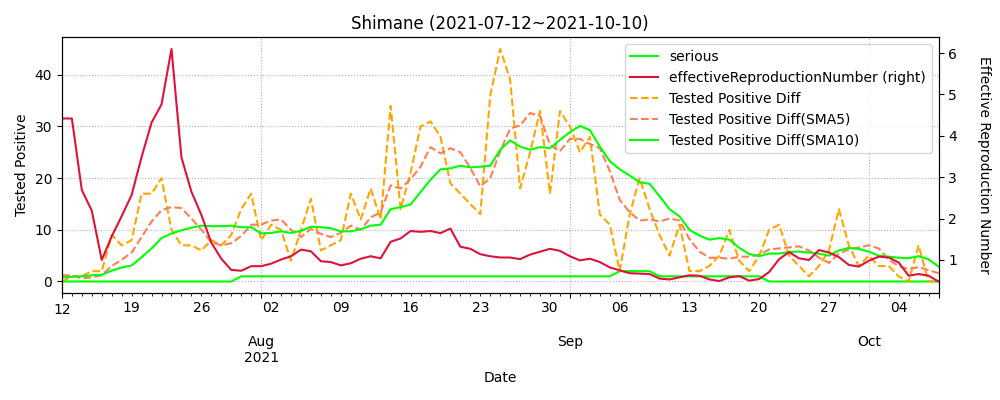 Shimane (2021-07-12~2021-10-10)
serious
effectiveReproductionNumber (right)
Tested Positive Diff
Tested Positive Diff(SMA5)
Tested Positive Diff(SMA10)
Tested Positive
40
30
20
10
0
Effective Reproduction Number
6
5
4
3
2
1
12 19 26 02 09 16 23 30 06 13 20 27 04
Aug Sep Oct
2021
Date